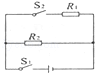 S₂ R₁
R₂
S₁